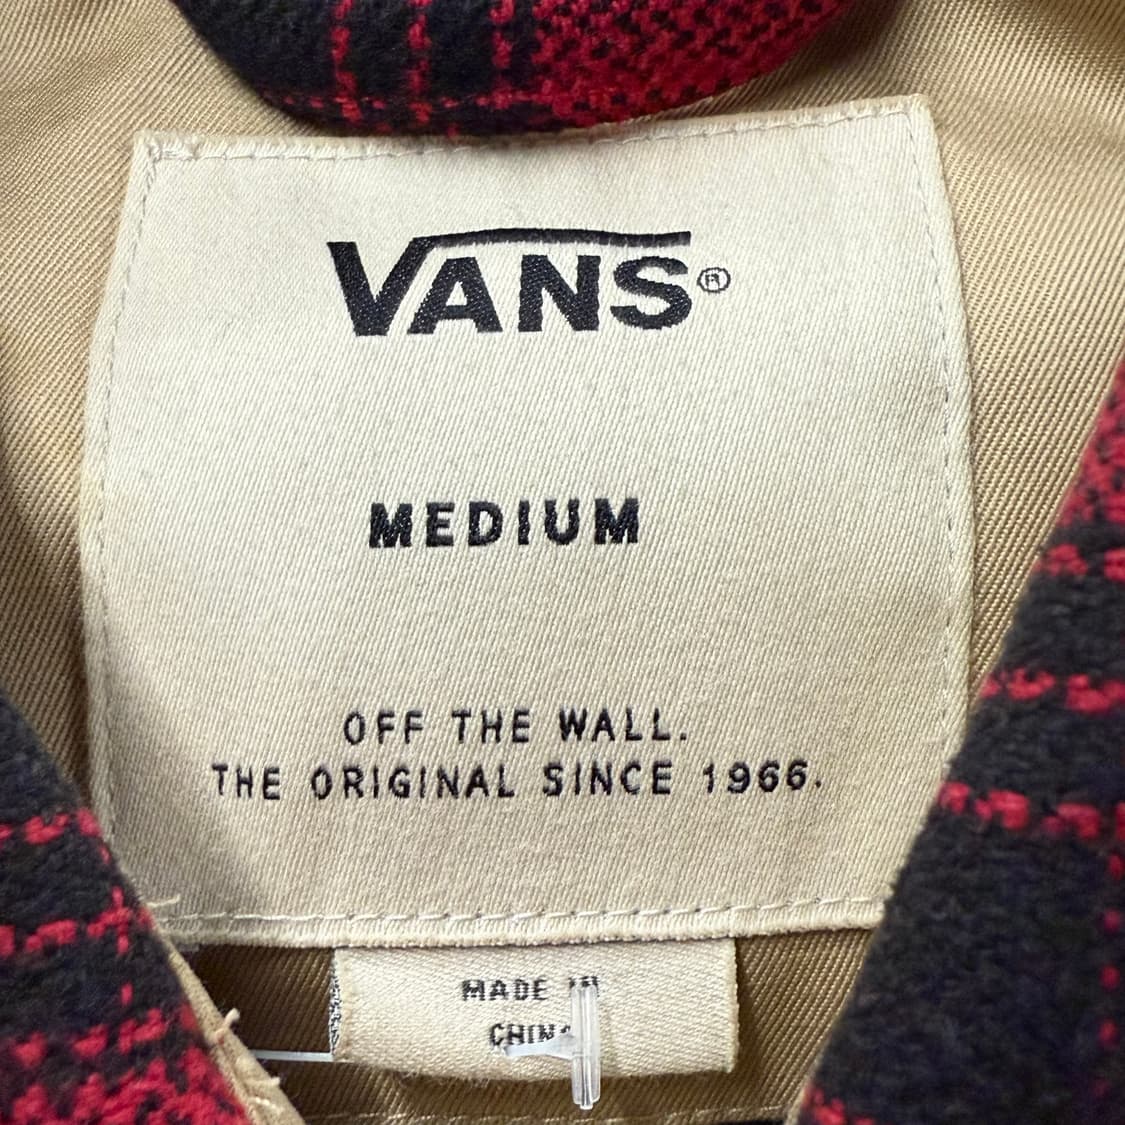 VANS®
MEDIUM
OFF THE WALL.
THE ORIGINAL SINCE 1966.
MADE IN
CHINA